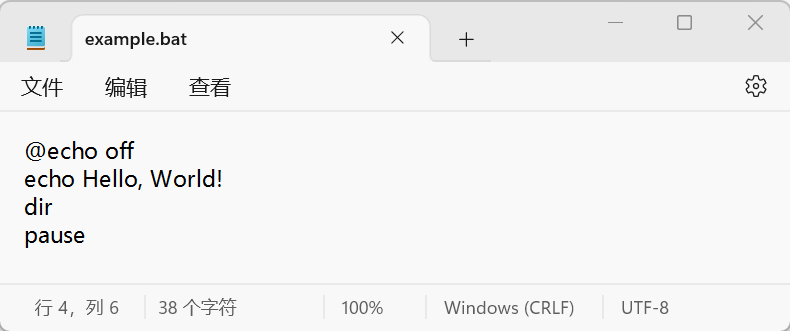 example.bat
文件 编辑 查看
@echo off
echo Hello, World!
dir
pause
行 4，列 6 38 个字符 100% Windows (CRLF) UTF-8